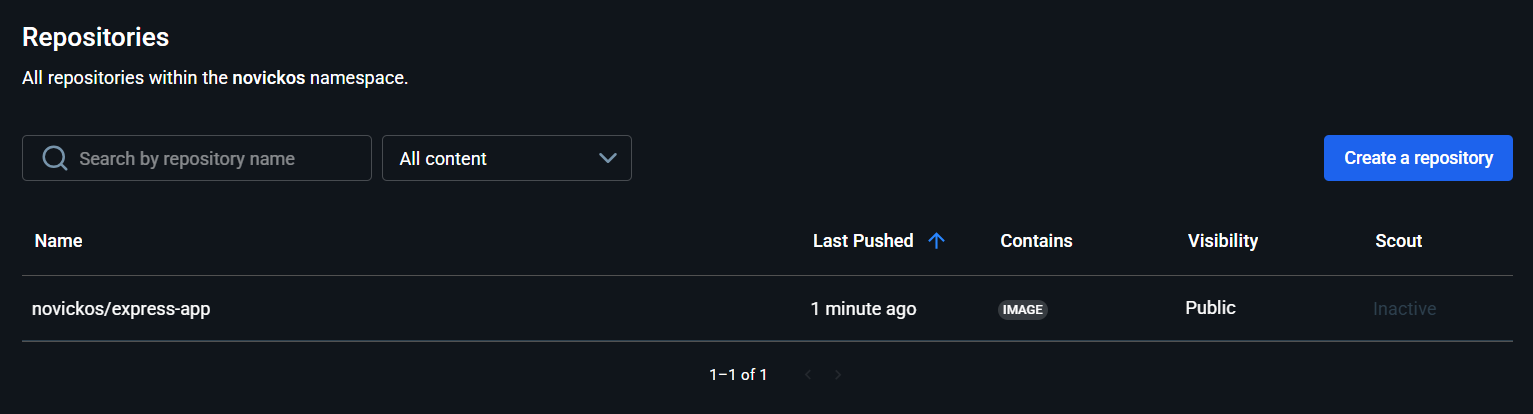 Repositories
All repositories within the novickos namespace.
Search by repository name
All content
Create a repository
Name Last Pushed Contains Visibility Scout
novickos/express-app 1 minute ago IMAGE Public Inactive
1–1 of 1